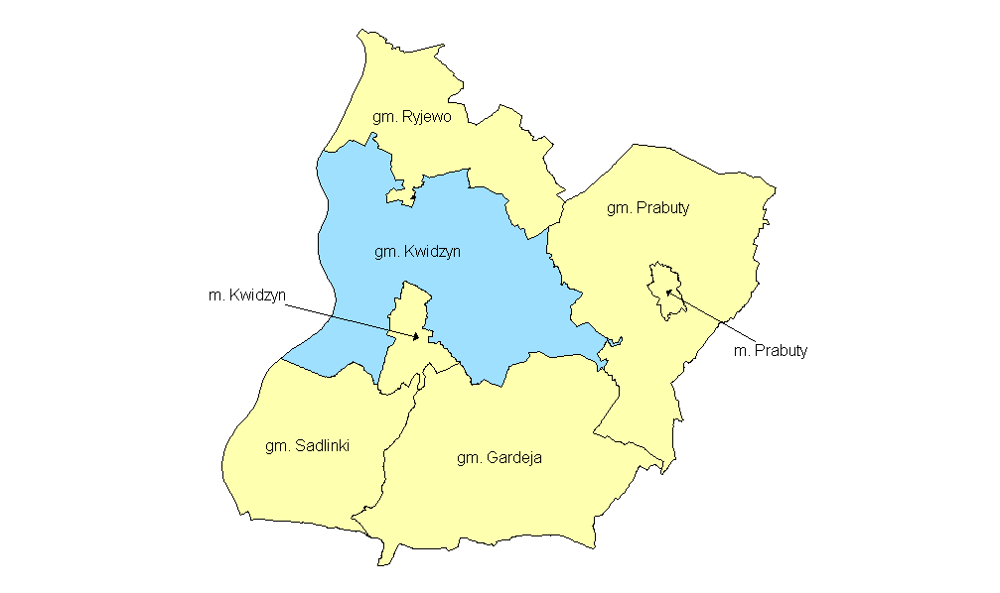 gm. Ryjewo
gm. Prabuty
gm. Kwidzyn
m. Kwidzyn
m. Prabuty
gm. Sadlinki
gm. Gardeja